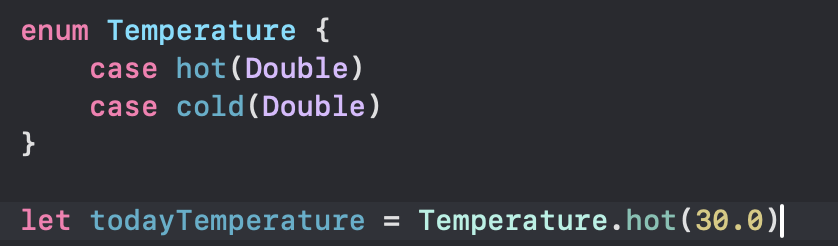 enum Temperature {
    case hot(Double)
    case cold(Double)
}
let todayTemperature = Temperature.hot(30.0)